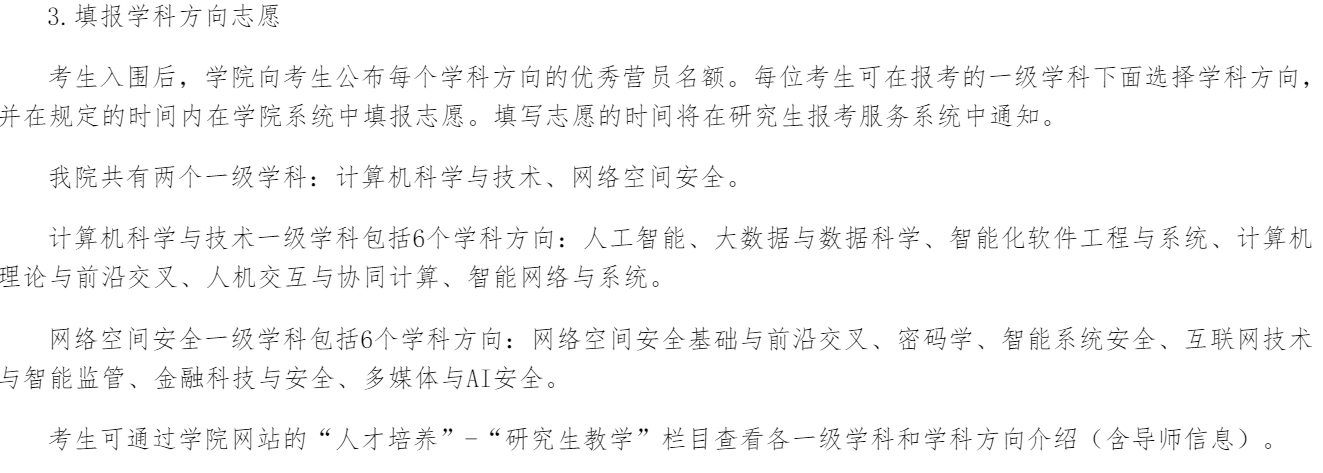 3.填报学科方向志愿
考生入围后，学院向考生公布每个学科方向的优秀营员名额。每位考生可在报考的一级学科下面选择学科方向，
并在规定的时间内在学院系统中填报志愿。填写志愿的时间将在研究生报考服务系统中通知。
我院共有两个一级学科：计算机科学与技术、网络空间安全。
计算机科学与技术一级学科包括6个学科方向：人工智能、大数据与数据科学、智能化软件工程与系统、计算机
理论与前沿交叉、人机交互与协同计算、智能网络与系统。
网络空间安全一级学科包括6个学科方向：网络空间安全基础与前沿交叉、密码学、智能系统安全、互联网技术
与智能监管、金融科技与安全、多媒体与AI安全。
考生可通过学院网站的“人才培养”-“研究生教学”栏目查看各一级学科和学科方向介绍（含导师信息）。